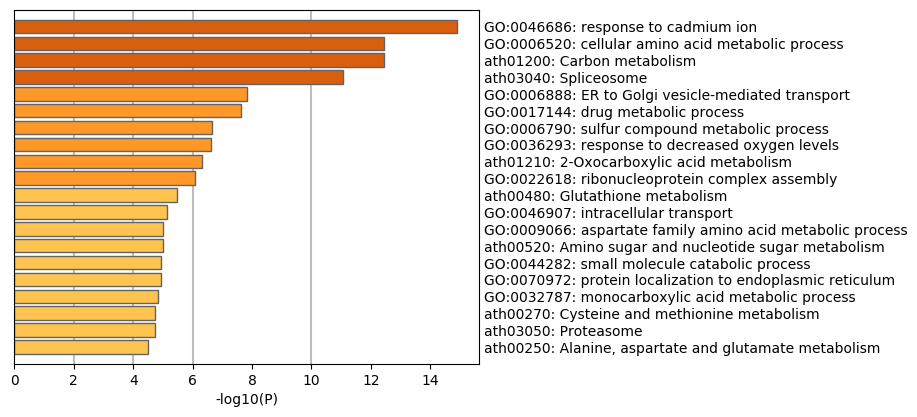 GO:0046686: response to cadmium ion
GO:0006520: cellular amino acid metabolic process
ath01200: Carbon metabolism
ath03040: Spliceosome
GO:0006888: ER to Golgi vesicle-mediated transport
GO:0017144: drug metabolic process
GO:0006790: sulfur compound metabolic process
GO:0036293: response to decreased oxygen levels
ath01210: 2-Oxocarboxylic acid metabolism
GO:0022618: ribonucleoprotein complex assembly
ath00480: Glutathione metabolism
GO:0046907: intracellular transport
GO:0009066: aspartate family amino acid metabolic process
ath00520: Amino sugar and nucleotide sugar metabolism
GO:0044282: small molecule catabolic process
GO:0070972: protein localization to endoplasmic reticulum
GO:0032787: monocarboxylic acid metabolic process
ath00270: Cysteine and methionine metabolism
ath03050: Proteasome
ath00250: Alanine, aspartate and glutamate metabolism
0 2 4 6 8 10 12 14
-log10(P)